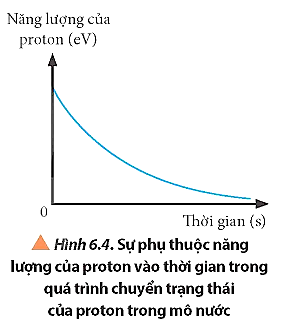 Năng lượng của
proton (eV)
0
Thời gian (s)
Hình 6.4. Sự phụ thuộc năng
lượng của proton vào thời gian trong
quá trình chuyển trạng thái
của proton trong mô nước